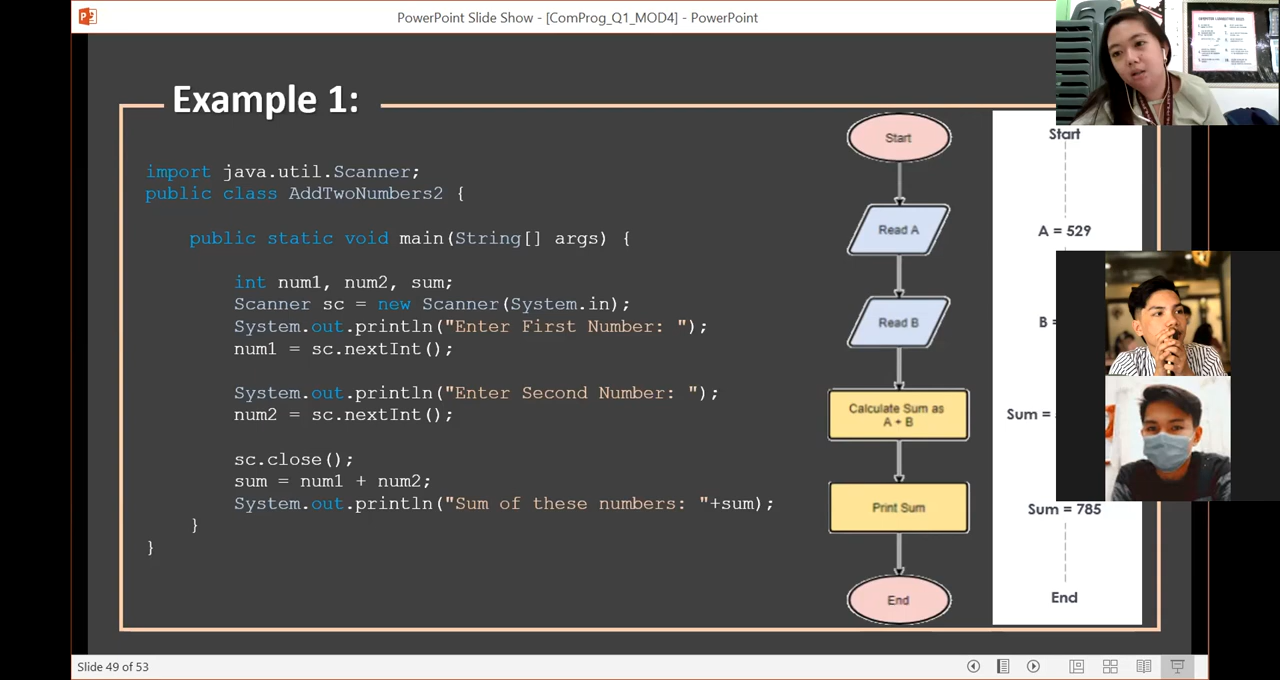 PowerPoint Slide Show - [ComProg_Q1_MOD4] - PowerPoint
Example 1:
import java.util.Scanner;
public class AddTwoNumbers2 {
public static void main(String[] args) {
int num1, num2, sum;
Scanner sc = new Scanner(System.in);
System.out.println("Enter First Number: ");
num1 = sc.nextInt();
System.out.println("Enter Second Number: ");
num2 = sc.nextInt();
sc.close();
sum = num1 + num2;
System.out.println("Sum of these numbers: "+sum);
}
}
Start
Read A
Read B
Calculate Sum as
A + B
Print Sum
End
Start
A = 529
B =
Sum =
Sum = 785
End
Slide 49 of 53